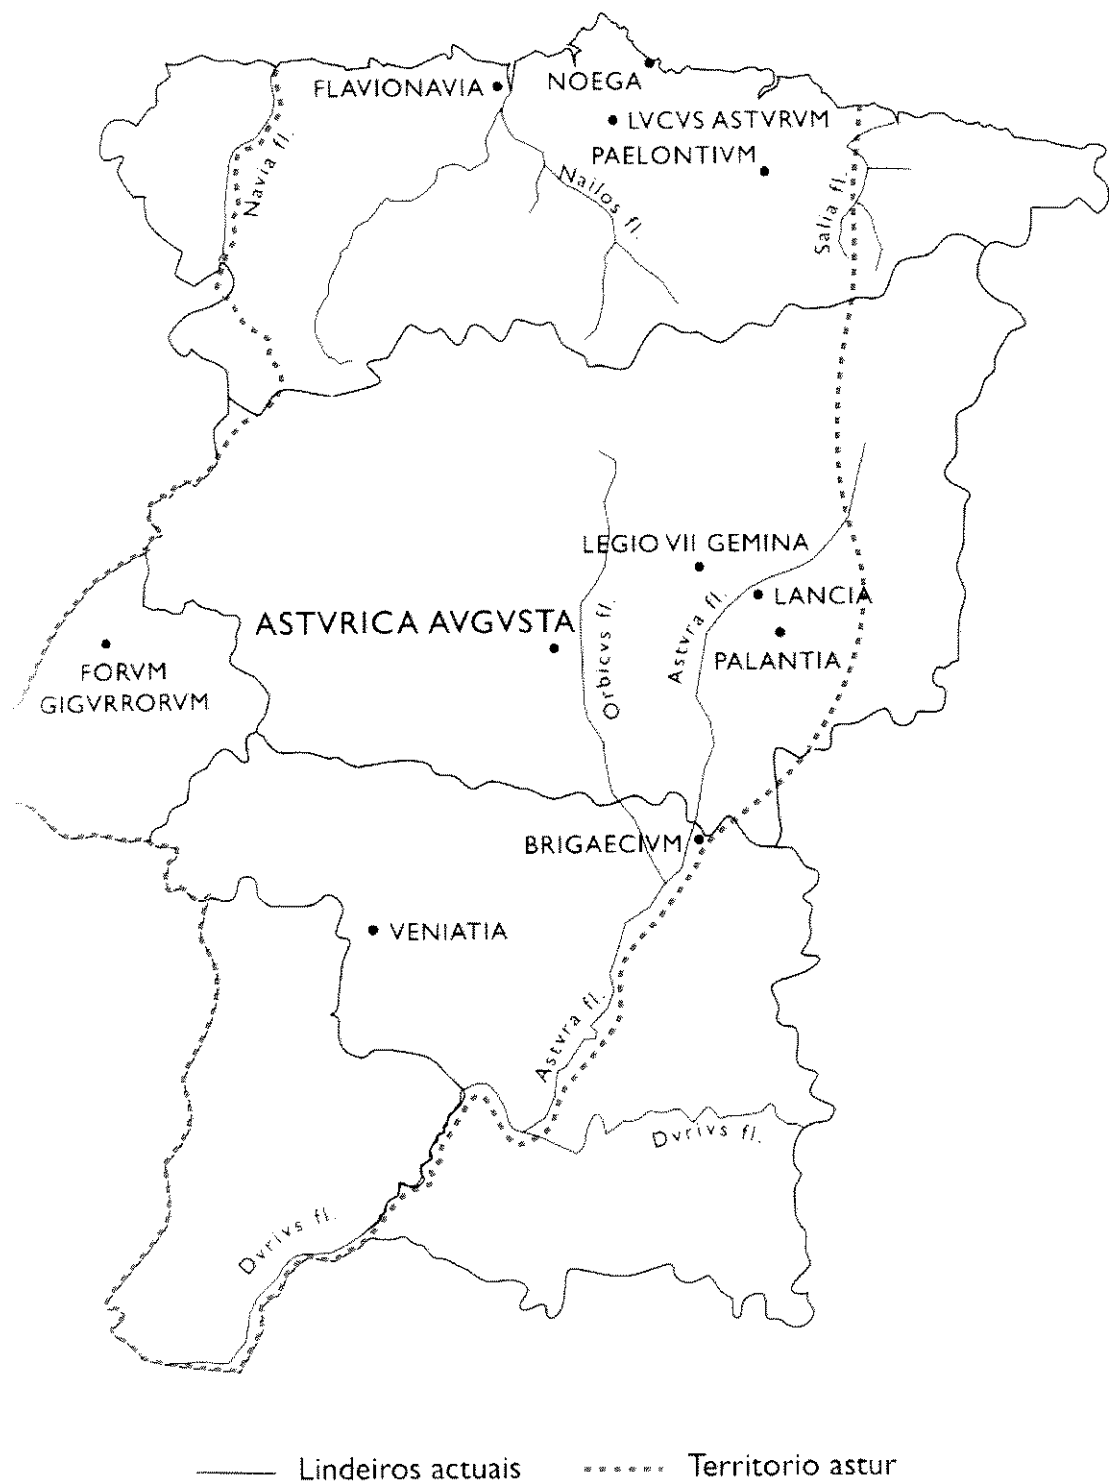 FLAVIONAVIA
NOEGA
LVCVS ASTVRVM
PAELONTIVM
Navia fl.
Nailos fl.
Salia fl.
LEGIO VII GEMINA
LANCIA
ASTVRICA AVGVSTA
Orbicvs fl.
Astvra fl.
PALANTIA
FORVM
GIGVRRORVM
BRIGAECIVM
VENIATIA
Astvra fl.
Dvrivs fl.
Dvrivs fl.
Lindeiros actuais
Territorio astur